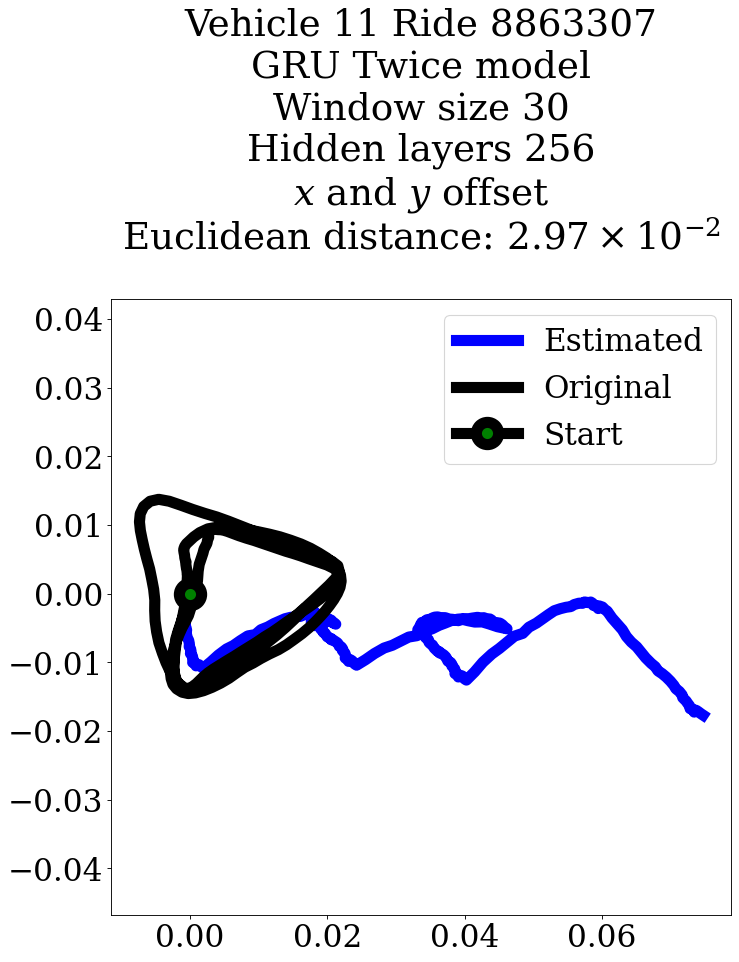 Vehicle 11 Ride 8863307
GRU Twice model
Window size 30
Hidden layers 256
x and y offset
Euclidean distance: 2.97 × 10⁻²
Estimated
Original
Start
0.04
0.03
0.02
0.01
0.00
−0.01
−0.02
−0.03
−0.04
0.00 0.02 0.04 0.06